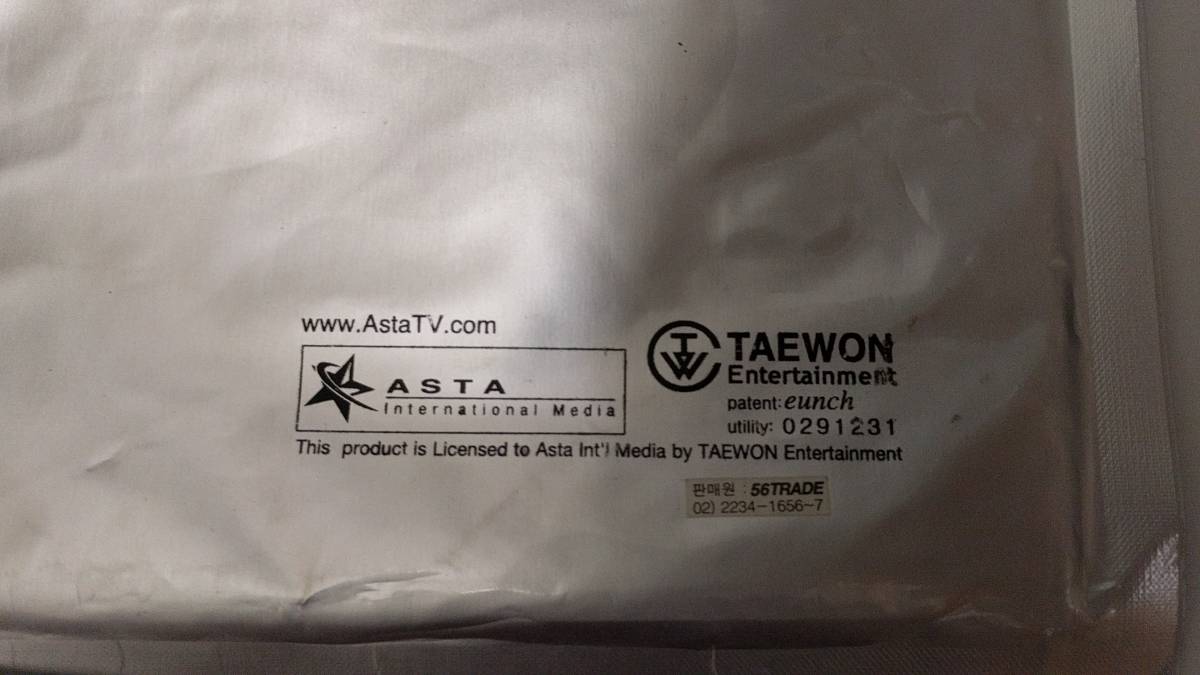 www.AstaTV.com
ASTA
International Media
TW
TAEWON
Entertainment
patent: eunch
utility: 0291231
This product is Licensed to Asta Int'l Media by TAEWON Entertainment
판매원 : 56TRADE
02) 2234-1656~7